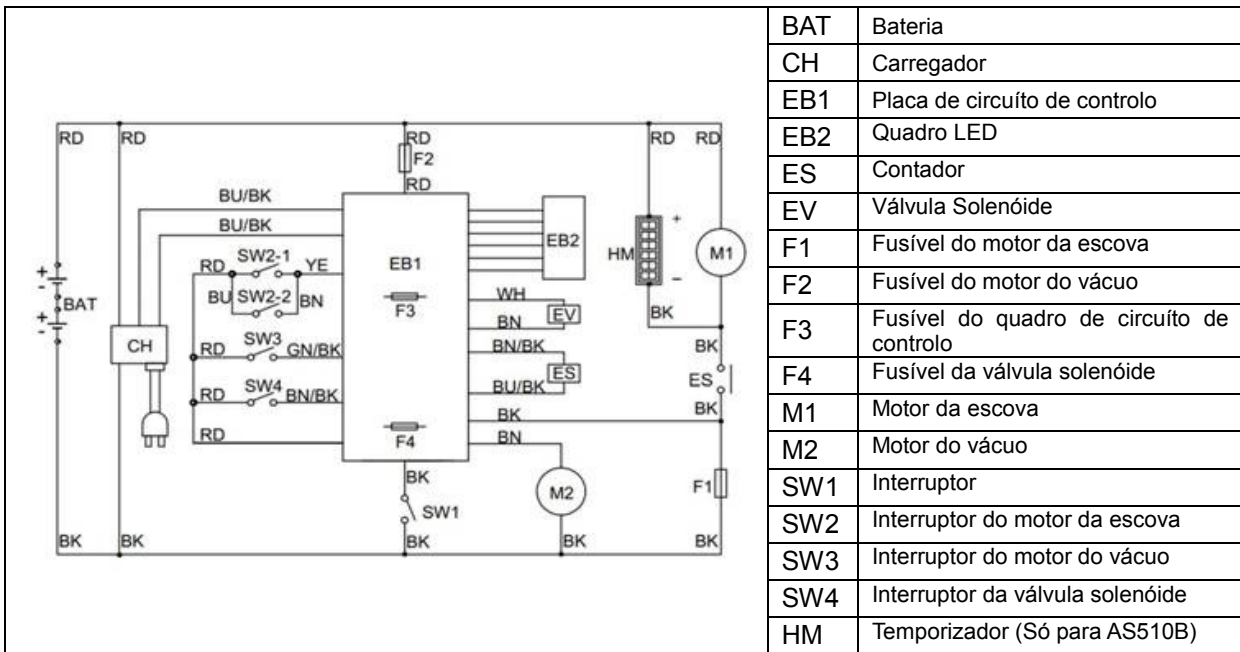 RD
RD
RD
F2
RD
RD
RD
BU/BK
BU/BK
SW2-1
RD
YE
BU
SW2-2
BN
EB1
EB2
F3
HM
+
−
M1
+
-
+
-
BAT
CH
SW3
RD
GN/BK
SW4
RD
BN/BK
RD
F4
WH
EV
BN
BN/BK
ES
BU/BK
BK
BN
BK
BK
ES
BK
M2
F1
BK
SW1
BK
BK
BK
BK
BK
BAT Bateria
CH Carregador
EB1 Placa de circuíto de controlo
EB2 Quadro LED
ES Contador
EV Válvula Solenóide
F1 Fusível do motor da escova
F2 Fusível do motor do vácuo
F3 Fusível do quadro de circuíto de
controlo
F4 Fusível da válvula solenóide
M1 Motor da escova
M2 Motor do vácuo
SW1 Interruptor
SW2 Interruptor do motor da escova
SW3 Interruptor do motor do vácuo
SW4 Interruptor da válvula solenóide
HM Temporizador (Só para AS510B)